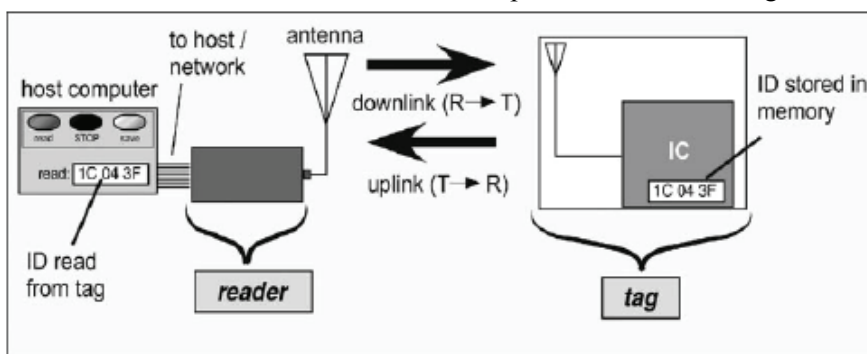 to host /
network
antenna
host computer
read
STOP
save
read: 1C 04 3F
downlink (R→ T)
uplink (T→ R)
ID stored in
memory
IC
1C 04 3F
ID read
from tag
reader
tag